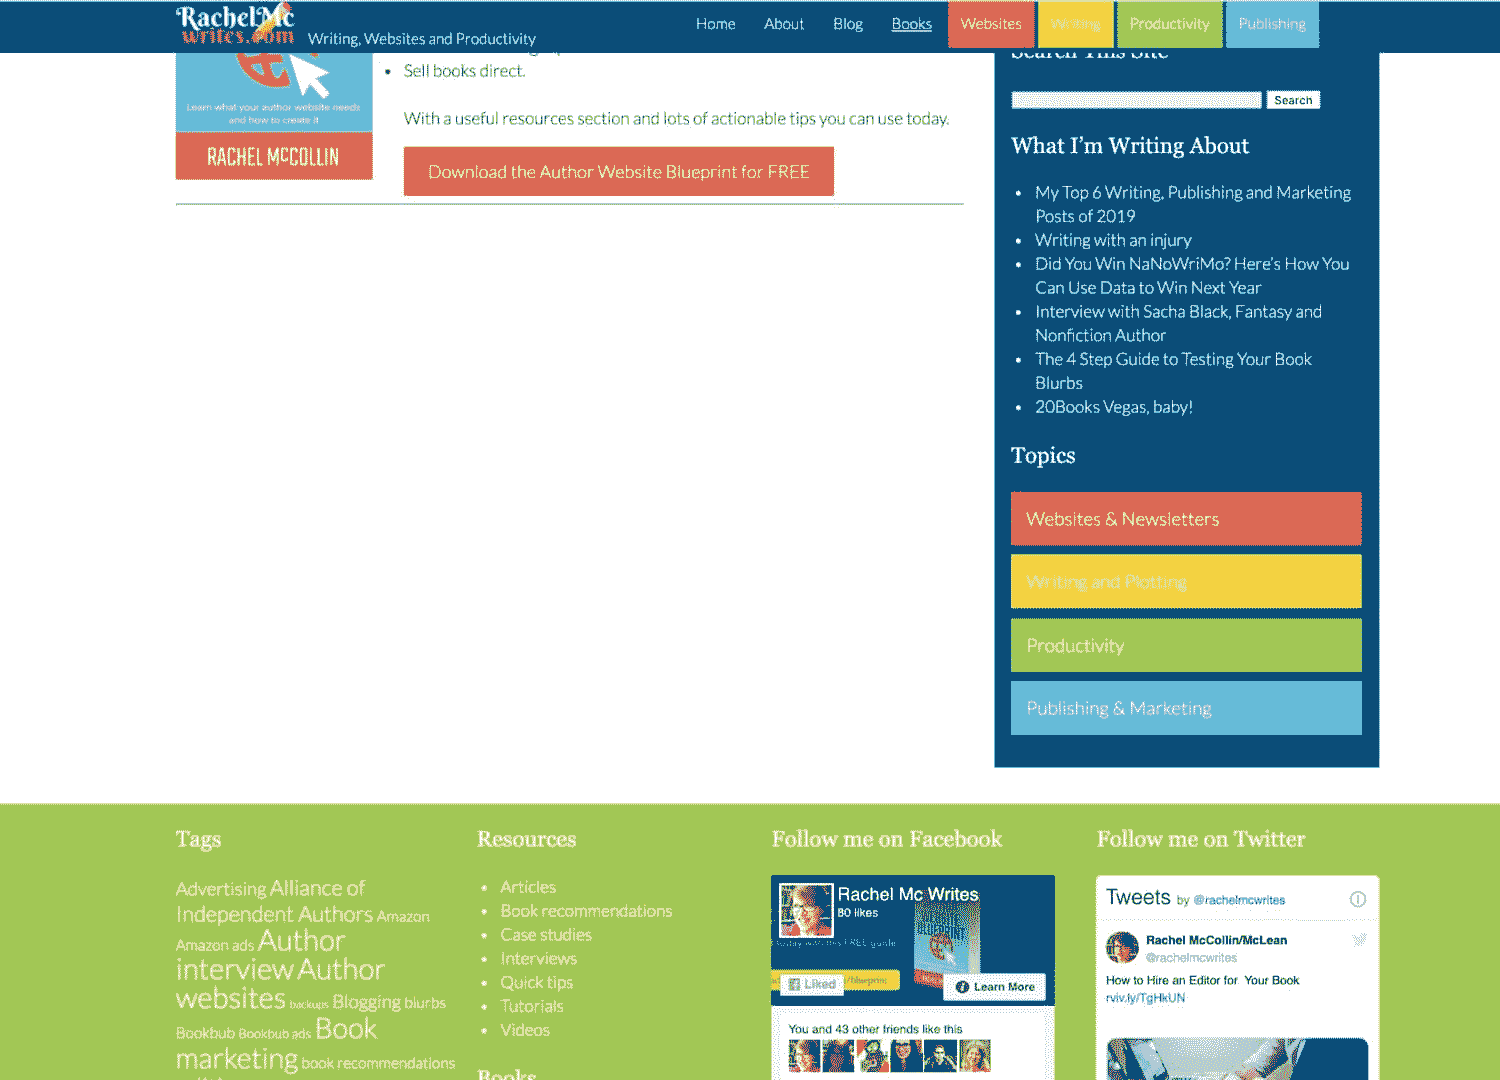 RachelMc
writes.com
Writing, Websites and Productivity
Home
About
Blog
Books
Websites
Writing
Productivity
Publishing
Learn what your author website needs
and how to create it
RACHEL McCOLLIN
• Sell books direct.
With a useful resources section and lots of actionable tips you can use today.
Download the Author Website Blueprint for FREE
Search This Site
Search
What I'm Writing About
• My Top 6 Writing, Publishing and Marketing
Posts of 2019
• Writing with an injury
• Did You Win NaNoWriMo? Here's How You
Can Use Data to Win Next Year
• Interview with Sacha Black, Fantasy and
Nonfiction Author
• The 4 Step Guide to Testing Your Book
Blurbs
• 20Books Vegas, baby!
Topics
Websites & Newsletters
Writing and Plotting
Productivity
Publishing & Marketing
Tags
Advertising Alliance of
Independent Authors Amazon
Amazon ads Author
interview Author
websites backups Blogging blurbs
Bookbub Bookbub ads Book
marketing book recommendations
Resources
• Articles
• Book recommendations
• Case studies
• Interviews
• Quick tips
• Tutorials
• Videos
Books
Follow me on Facebook
Rachel Mc Writes
80 likes
today with this FREE guide
/blueprint
Liked
Learn More
You and 43 other friends like this
Follow me on Twitter
Tweets by @rachelmcwrites
Rachel McCollin/McLean
@rachelmcwrites
How to Hire an Editor for Your Book
rviv.ly/TgHkUN